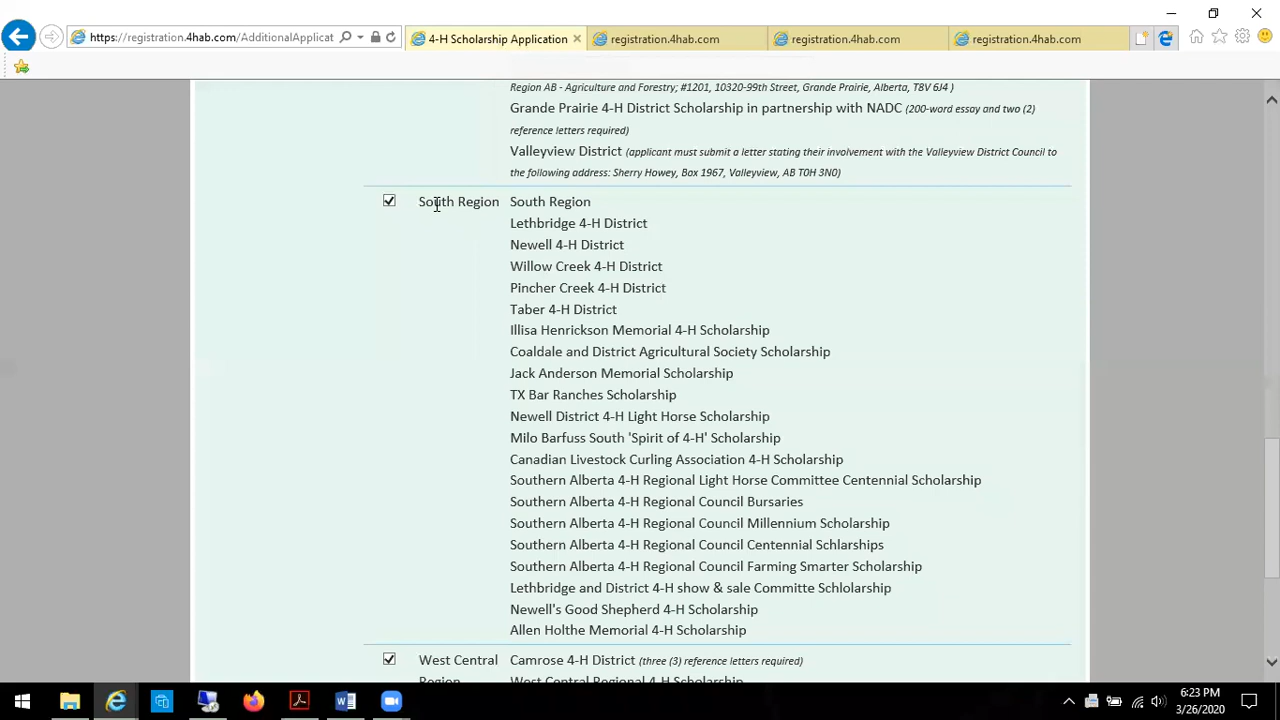 https://registration.4hab.com/AdditionalApplicat
4-H Scholarship Application
registration.4hab.com
registration.4hab.com
registration.4hab.com
Region AB - Agriculture and Forestry; #1201, 10320-99th Street, Grande Prairie, Alberta, T8V 6J4 )
Grande Prairie 4-H District Scholarship in partnership with NADC (200-word essay and two (2)
reference letters required)
Valleyview District (applicant must submit a letter stating their involvement with the Valleyview District Council to
the following address: Sherry Howey, Box 1967, Valleyview, AB T0H 3N0)
South Region South Region
Lethbridge 4-H District
Newell 4-H District
Willow Creek 4-H District
Pincher Creek 4-H District
Taber 4-H District
Illisa Henrickson Memorial 4-H Scholarship
Coaldale and District Agricultural Society Scholarship
Jack Anderson Memorial Scholarship
TX Bar Ranches Scholarship
Newell District 4-H Light Horse Scholarship
Milo Barfuss South 'Spirit of 4-H' Scholarship
Canadian Livestock Curling Association 4-H Scholarship
Southern Alberta 4-H Regional Light Horse Committee Centennial Scholarship
Southern Alberta 4-H Regional Council Bursaries
Southern Alberta 4-H Regional Council Millennium Scholarship
Southern Alberta 4-H Regional Council Centennial Schlarships
Southern Alberta 4-H Regional Council Farming Smarter Scholarship
Lethbridge and District 4-H show & sale Committe Schlolarship
Newell's Good Shepherd 4-H Scholarship
Allen Holthe Memorial 4-H Scholarship
West Central Camrose 4-H District (three (3) reference letters required)
Region West Central Regional 4-H Scholarship
6:23 PM
3/26/2020